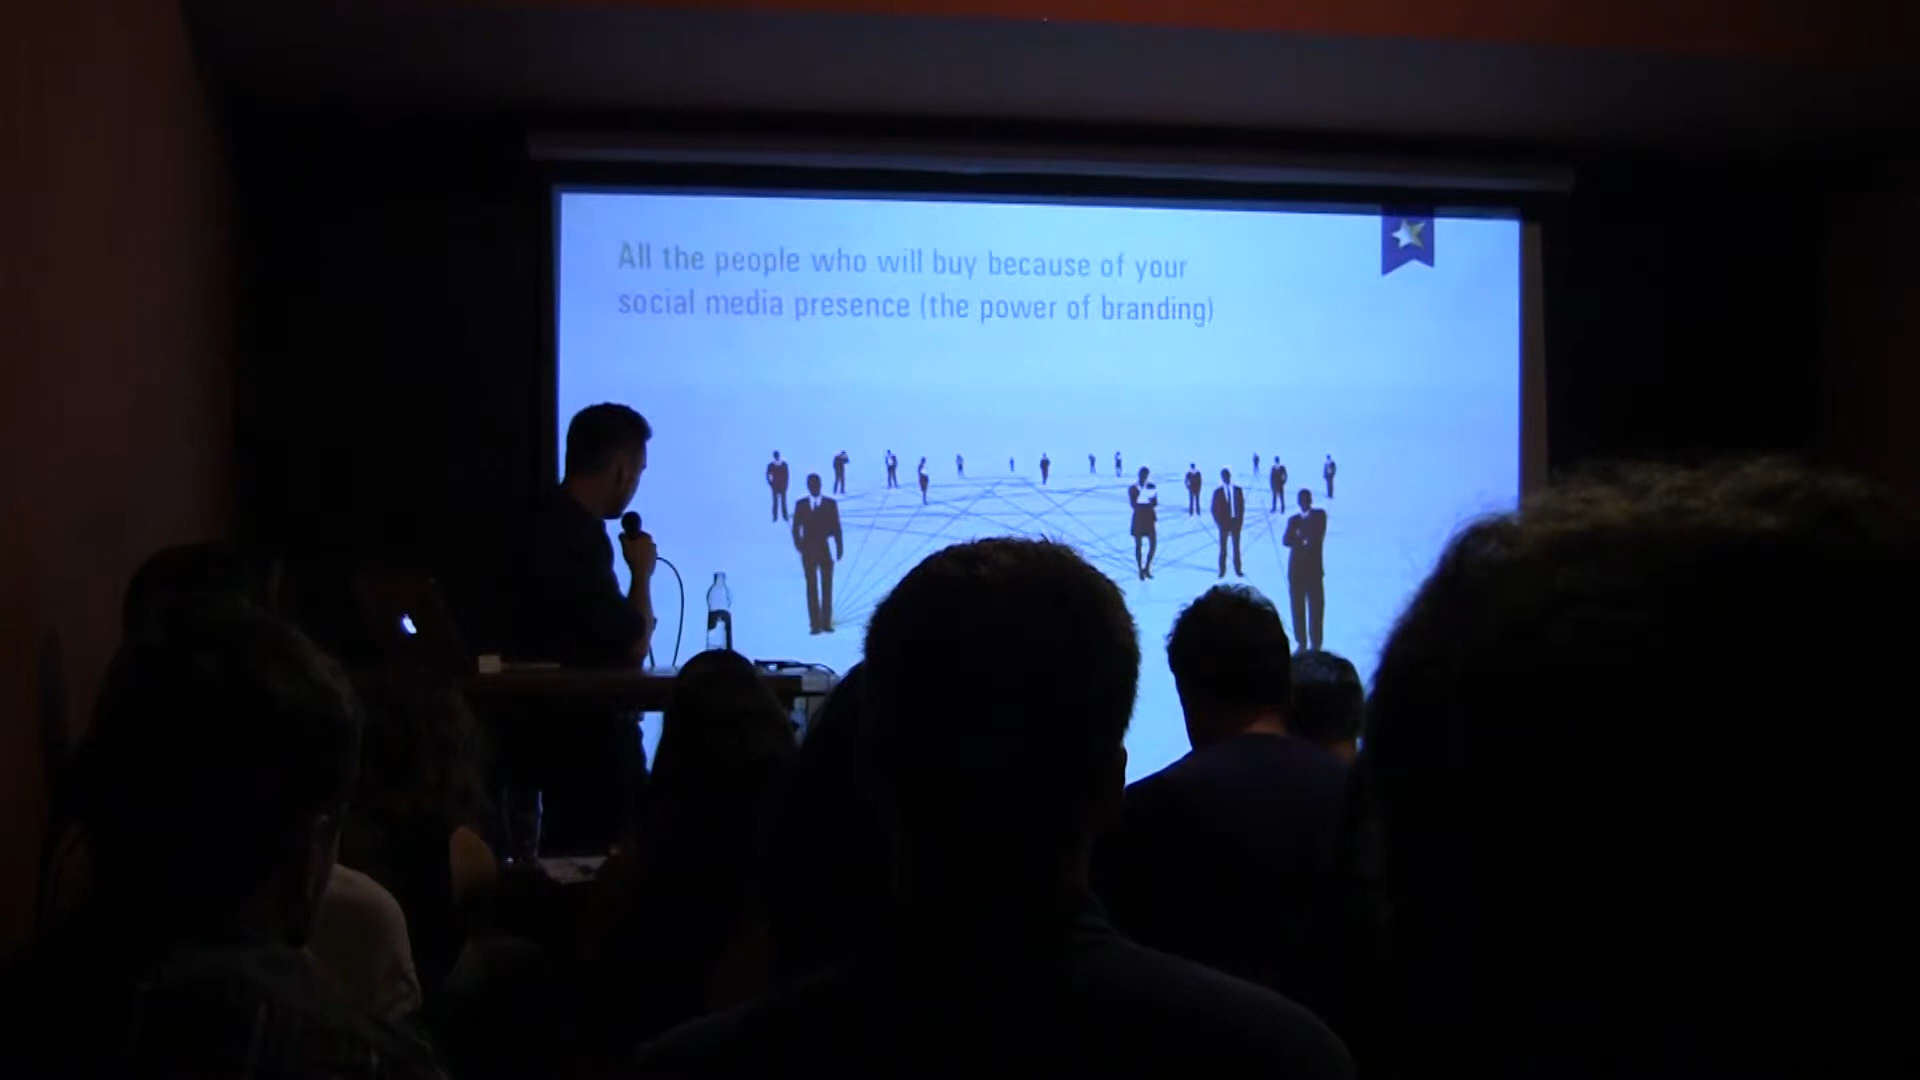 All the people who will buy because of your
social media presence (the power of branding)